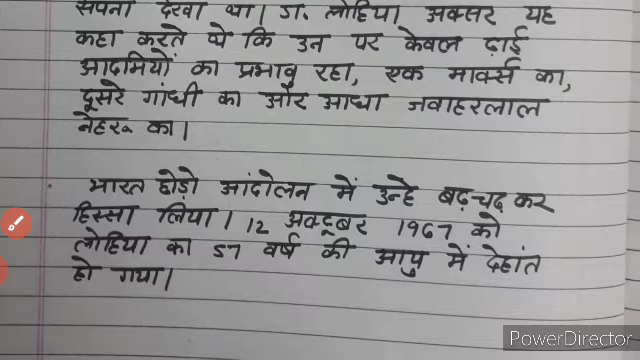 सपना देखा था। डा. लोहिया अक्सर यह
कहा करते थे कि उन पर केवल ढ़ाई
आदमियों का प्रभाव रहा, एक मार्क्स का,
दूसरे गांधी का और आधा जवाहरलाल
नेहरू का।
भारत छोड़ो आंदोलन में उन्हे बढ़चढ़ कर
हिस्सा लिया। 12 अक्टूबर 1967 को
लोहिया का 57 वर्ष की आयु में देहांत
हो गया।
PowerDirector